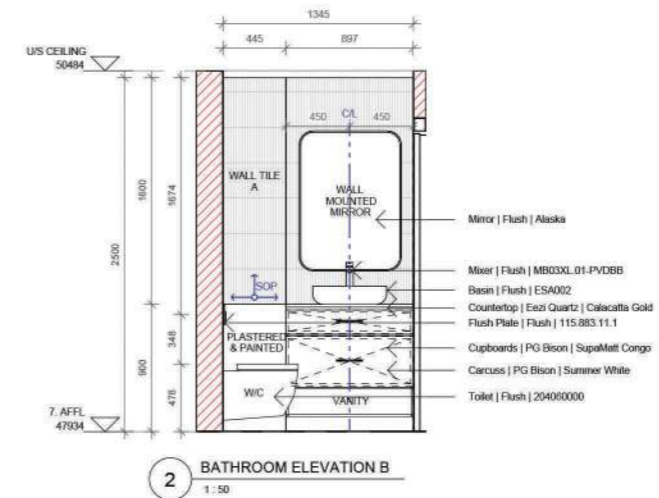 1345
445
897
U/S CEILING
50484
450
C/L
450
WALL TILE
A
WALL
MOUNTED
MIRROR
1600
1674
2500
Mirror | Flush | Alaska
Mixer | Flush | MB03XL.01-PVDBB
Basin | Flush | ESA002
Countertop | Eezi Quartz | Calacatta Gold
Flush Plate | Flush | 115.883.11.1
SOP
PLASTERED
& PAINTED
348
900
Cupboards | PG Bison | SupaMatt Congo
Carcuss | PG Bison | Summer White
Toilet | Flush | 204060000
W/C
VANITY
478
7. AFFL
47934
2
BATHROOM ELEVATION B
1 : 50